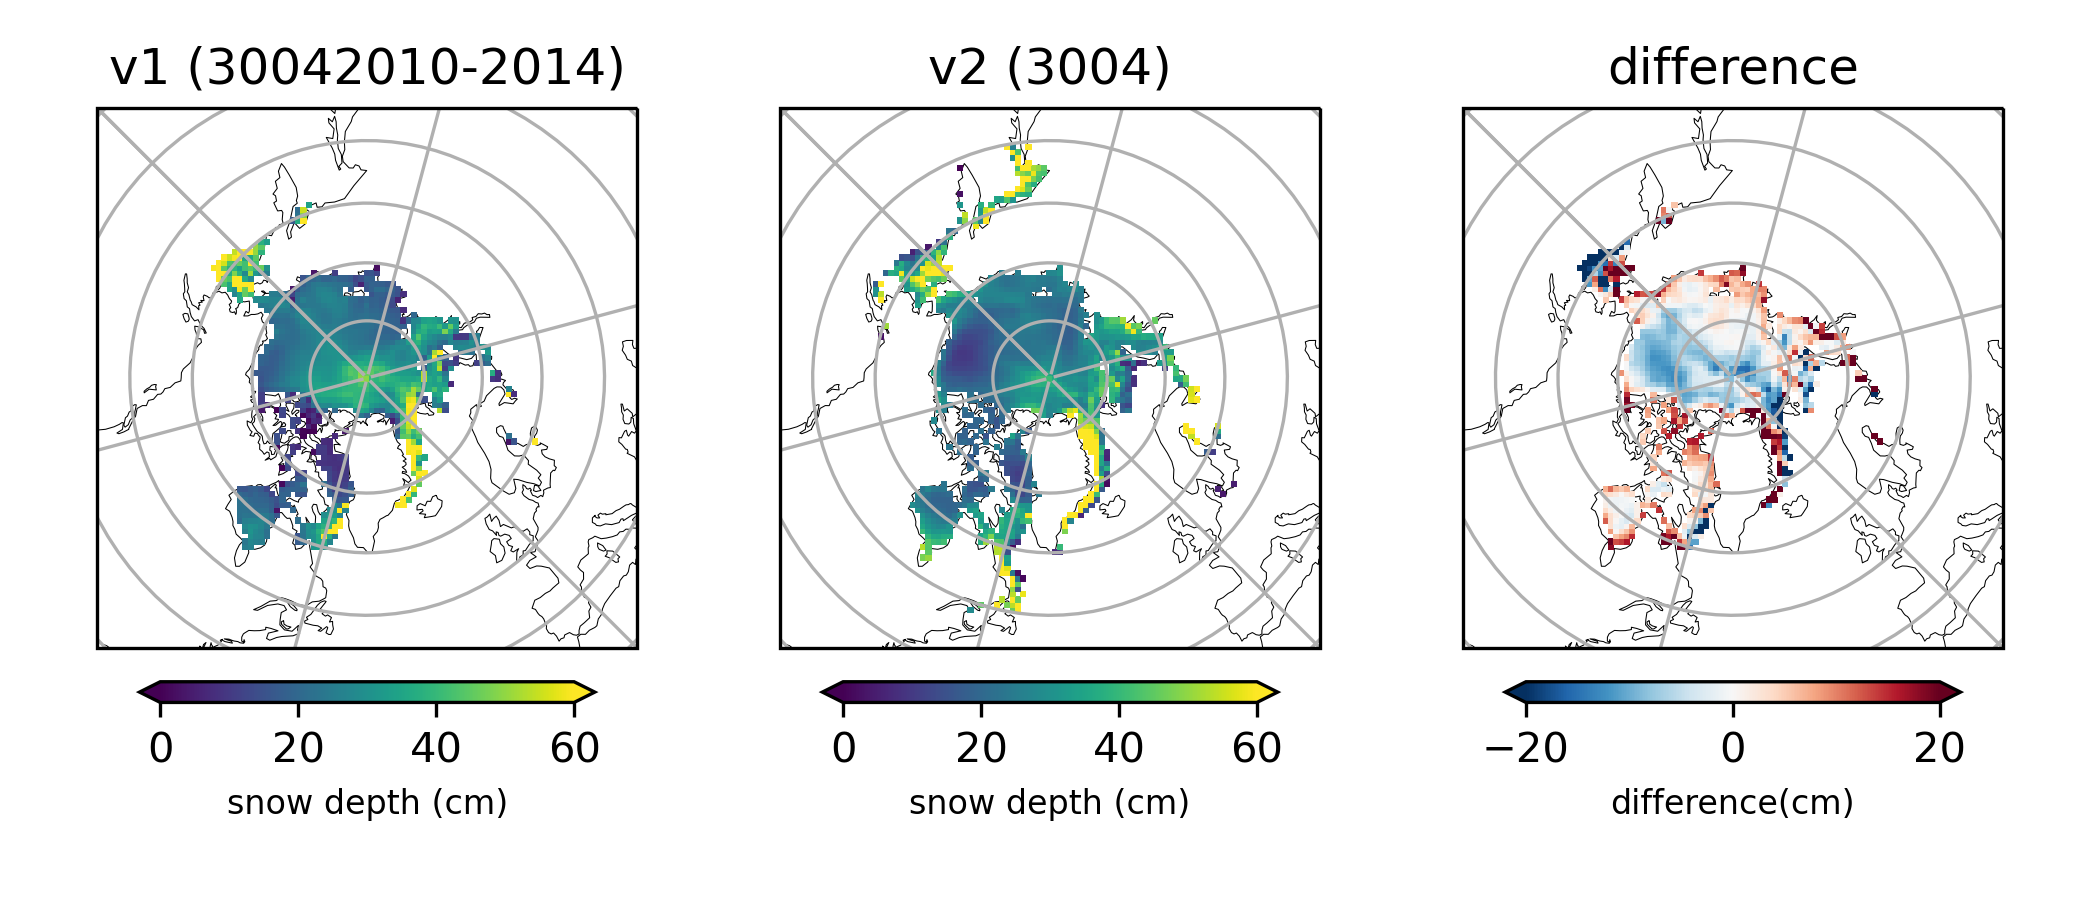 v1 (30042010-2014)
v2 (3004)
difference
0 20 40 60
snow depth (cm)
0 20 40 60
snow depth (cm)
−20 0 20
difference(cm)